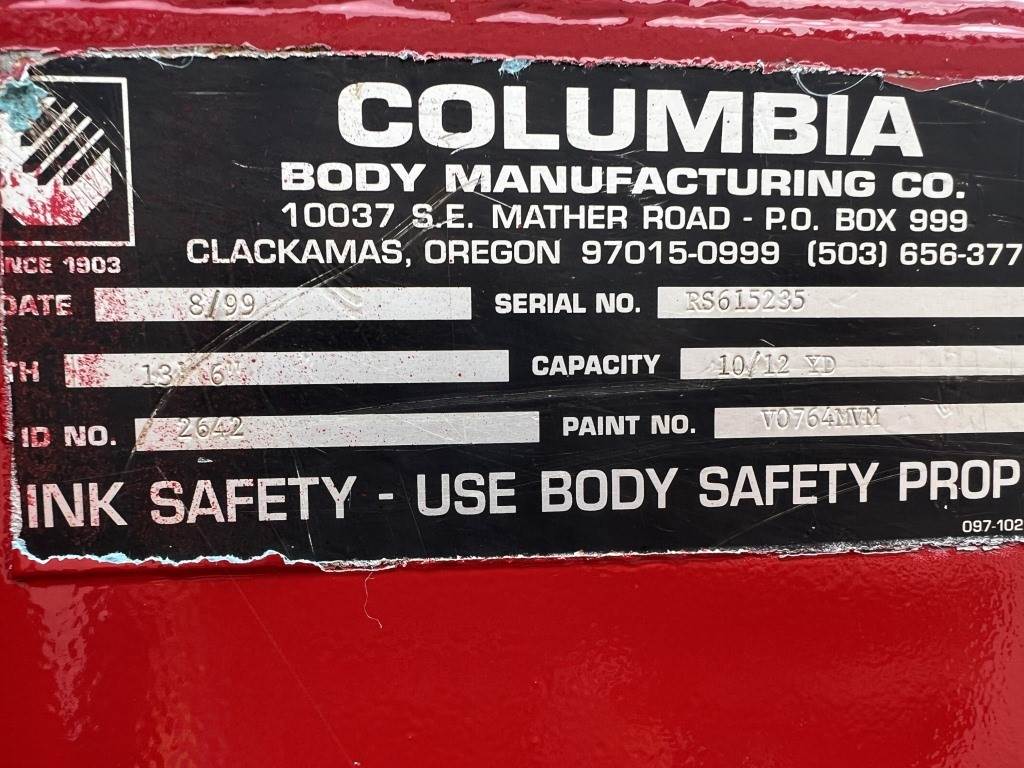 COLUMBIA
BODY MANUFACTURING CO.
10037 S.E. MATHER ROAD - P.O. BOX 999
CLACKAMAS, OREGON 97015-0999 (503) 656-377
NCE 1903
DATE 8/99 SERIAL NO. RS615235
TH 13' 6" CAPACITY 10/12 YD
ID NO. 2642 PAINT NO. V0764MVM
INK SAFETY - USE BODY SAFETY PROP
097-102